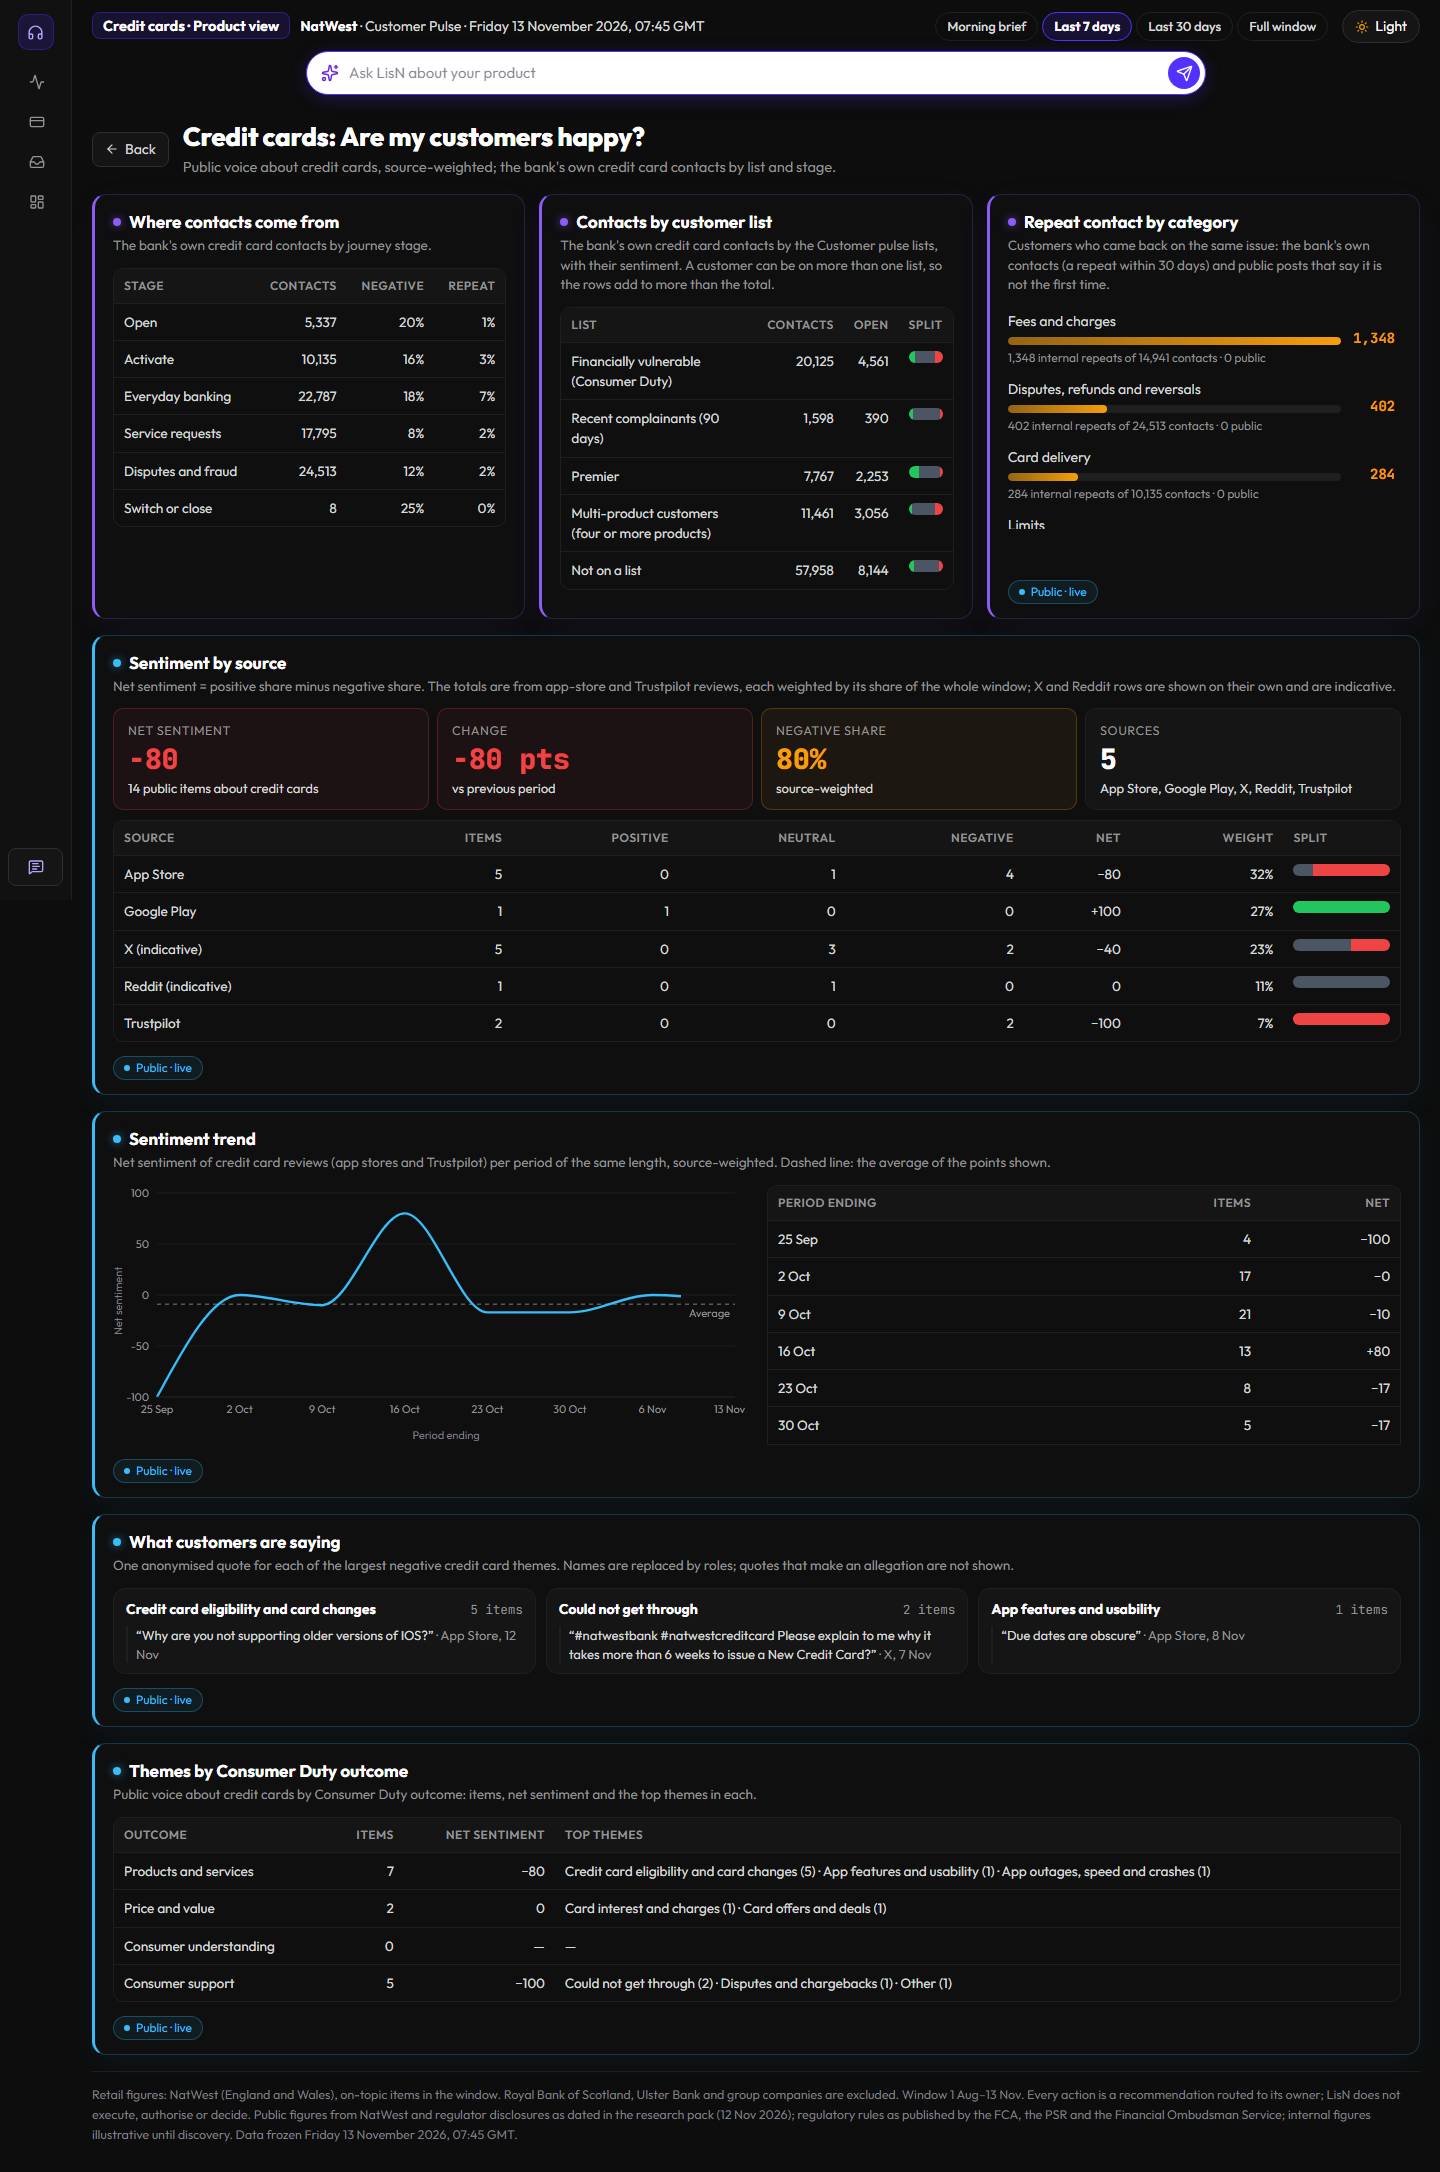 Credit cards · Product view
NatWest · Customer Pulse · Friday 13 November 2026, 07:45 GMT
Morning brief
Last 7 days
Last 30 days
Full window
Light
Ask LisN about your product
Back
Credit cards: Are my customers happy?
Public voice about credit cards, source-weighted; the bank's own credit card contacts by list and stage.
Where contacts come from
The bank's own credit card contacts by journey stage.
STAGE CONTACTS NEGATIVE REPEAT
Open 5,337 20% 1%
Activate 10,135 16% 3%
Everyday banking 22,787 18% 7%
Service requests 17,795 8% 2%
Disputes and fraud 24,513 12% 2%
Switch or close 8 25% 0%
Contacts by customer list
The bank's own credit card contacts by the Customer pulse lists,
with their sentiment. A customer can be on more than one list, so
the rows add to more than the total.
LIST CONTACTS OPEN SPLIT
Financially vulnerable
(Consumer Duty) 20,125 4,561
Recent complainants (90
days) 1,598 390
Premier 7,767 2,253
Multi-product customers
(four or more products) 11,461 3,056
Not on a list 57,958 8,144
Repeat contact by category
Customers who came back on the same issue: the bank's own
contacts (a repeat within 30 days) and public posts that say it is
not the first time.
Fees and charges
1,348
1,348 internal repeats of 14,941 contacts · 0 public
Disputes, refunds and reversals
402
402 internal repeats of 24,513 contacts · 0 public
Card delivery
284
284 internal repeats of 10,135 contacts · 0 public
Limits
Public · live
Sentiment by source
Net sentiment = positive share minus negative share. The totals are from app-store and Trustpilot reviews, each weighted by its share of the whole window; X and Reddit rows are shown on their own and are indicative.
NET SENTIMENT
-80
14 public items about credit cards
CHANGE
-80 pts
vs previous period
NEGATIVE SHARE
80%
source-weighted
SOURCES
5
App Store, Google Play, X, Reddit, Trustpilot
SOURCE ITEMS POSITIVE NEUTRAL NEGATIVE NET WEIGHT SPLIT
App Store 5 0 1 4 −80 32%
Google Play 1 1 0 0 +100 27%
X (indicative) 5 0 3 2 −40 23%
Reddit (indicative) 1 0 1 0 0 11%
Trustpilot 2 0 0 2 −100 7%
Public · live
Sentiment trend
Net sentiment of credit card reviews (app stores and Trustpilot) per period of the same length, source-weighted. Dashed line: the average of the points shown.
Net sentiment
100
50
0
-50
-100
Average
25 Sep 2 Oct 9 Oct 16 Oct 23 Oct 30 Oct 6 Nov 13 Nov
Period ending
PERIOD ENDING ITEMS NET
25 Sep 4 −100
2 Oct 17 −0
9 Oct 21 −10
16 Oct 13 +80
23 Oct 8 −17
30 Oct 5 −17
Public · live
What customers are saying
One anonymised quote for each of the largest negative credit card themes. Names are replaced by roles; quotes that make an allegation are not shown.
Credit card eligibility and card changes 5 items
“Why are you not supporting older versions of IOS?” · App Store, 12
Nov
Could not get through 2 items
“#natwestbank #natwestcreditcard Please explain to me why it
takes more than 6 weeks to issue a New Credit Card?” · X, 7 Nov
App features and usability 1 items
“Due dates are obscure” · App Store, 8 Nov
Public · live
Themes by Consumer Duty outcome
Public voice about credit cards by Consumer Duty outcome: items, net sentiment and the top themes in each.
OUTCOME ITEMS NET SENTIMENT TOP THEMES
Products and services 7 −80 Credit card eligibility and card changes (5) · App features and usability (1) · App outages, speed and crashes (1)
Price and value 2 0 Card interest and charges (1) · Card offers and deals (1)
Consumer understanding 0 — —
Consumer support 5 −100 Could not get through (2) · Disputes and chargebacks (1) · Other (1)
Public · live
Retail figures: NatWest (England and Wales), on-topic items in the window. Royal Bank of Scotland, Ulster Bank and group companies are excluded. Window 1 Aug–13 Nov. Every action is a recommendation routed to its owner; LisN does not
execute, authorise or decide. Public figures from NatWest and regulator disclosures as dated in the research pack (12 Nov 2026); regulatory rules as published by the FCA, the PSR and the Financial Ombudsman Service; internal figures
illustrative until discovery. Data frozen Friday 13 November 2026, 07:45 GMT.